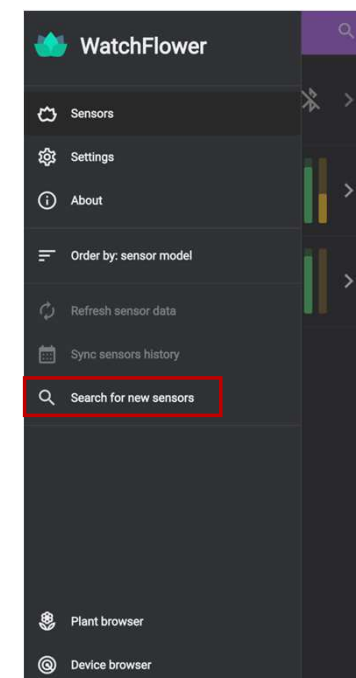 WatchFlower
Sensors
Settings
About
Order by: sensor model
Refresh sensor data
Sync sensors history
Search for new sensors
Plant browser
Device browser